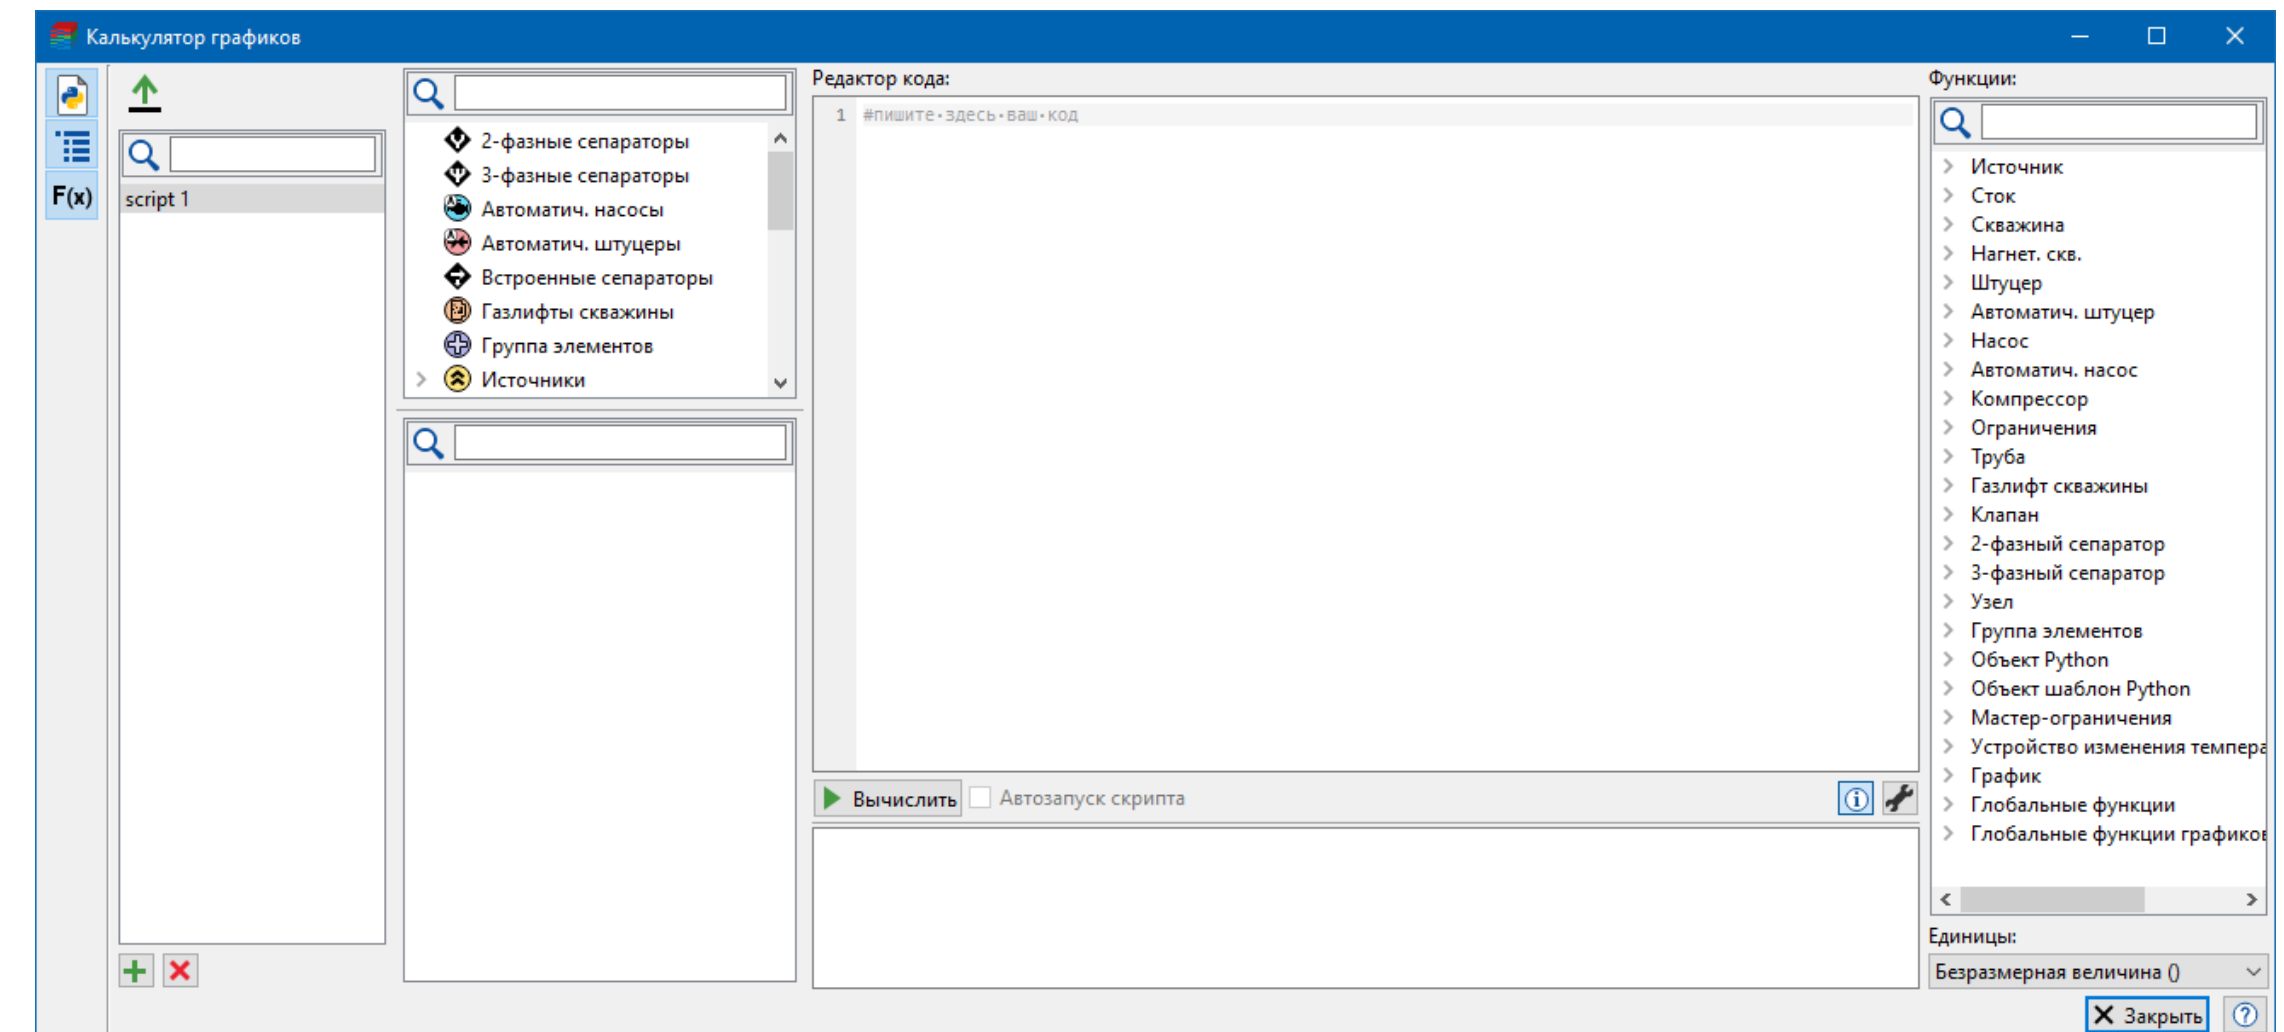 Калькулятор графиков
F(x)
script 1
2-фазные сепараторы
3-фазные сепараторы
Автоматич. насосы
Автоматич. штуцеры
Встроенные сепараторы
Газлифты скважины
Группа элементов
Источники
Редактор кода:
1 #пишите·здесь·ваш·код
Вычислить
Автозапуск скрипта
Функции:
Источник
Сток
Скважина
Нагнет. скв.
Штуцер
Автоматич. штуцер
Насос
Автоматич. насос
Компрессор
Ограничения
Труба
Газлифт скважины
Клапан
2-фазный сепаратор
3-фазный сепаратор
Узел
Группа элементов
Объект Python
Объект шаблон Python
Мастер-ограничения
Устройство изменения темпера
График
Глобальные функции
Глобальные функции графиков
Единицы:
Безразмерная величина ()
Закрыть